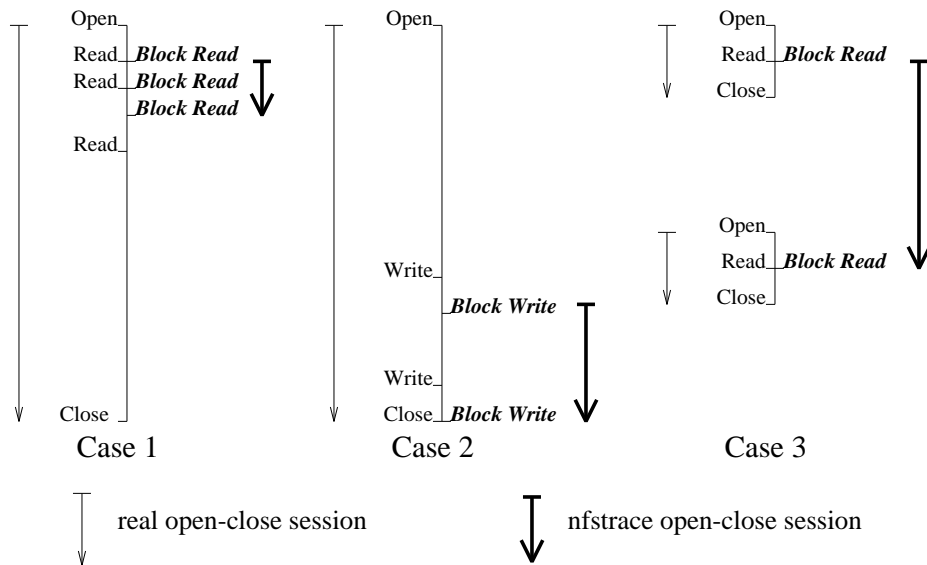 Open
Read Block Read
Read Block Read
Block Read
Read
Close
Case 1
Open
Write
Block Write
Write
Close Block Write
Case 2
Open
Read Block Read
Close
Open
Read Block Read
Close
Case 3
real open-close session
nfstrace open-close session